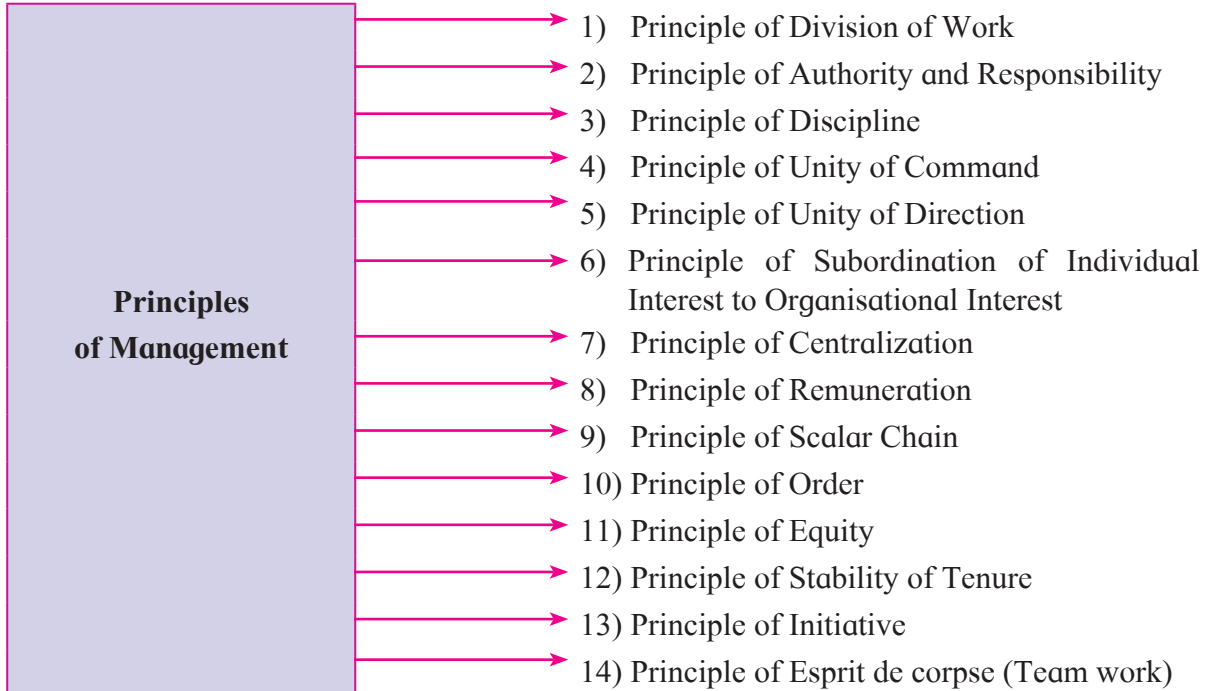 Principles
of Management
1) Principle of Division of Work
2) Principle of Authority and Responsibility
3) Principle of Discipline
4) Principle of Unity of Command
5) Principle of Unity of Direction
6) Principle of Subordination of Individual
Interest to Organisational Interest
7) Principle of Centralization
8) Principle of Remuneration
9) Principle of Scalar Chain
10) Principle of Order
11) Principle of Equity
12) Principle of Stability of Tenure
13) Principle of Initiative
14) Principle of Esprit de corpse (Team work)